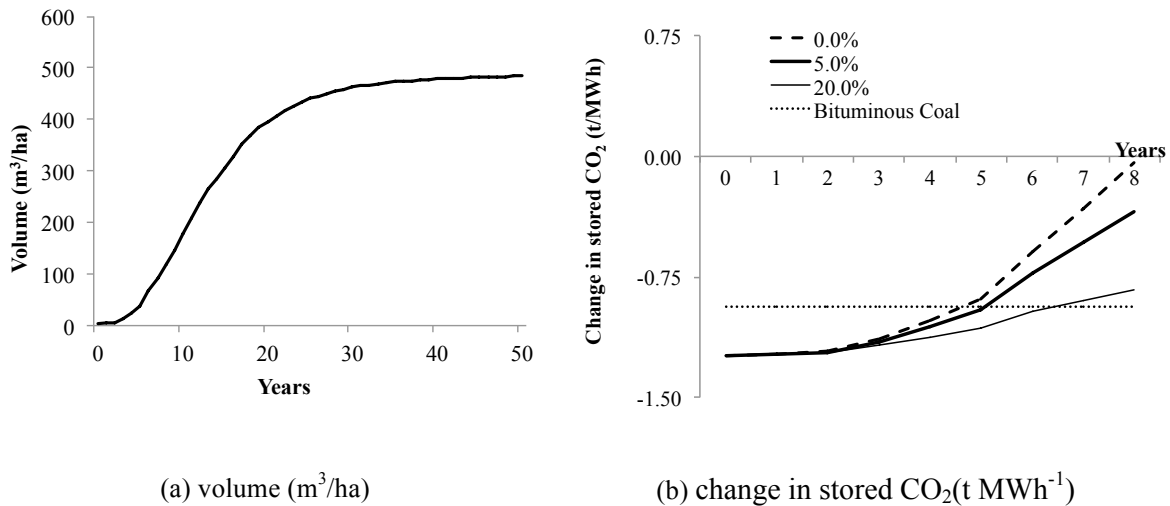 600
500
400
300
200
100
0
Volume (m³/ha)
0 10 20 30 40 50
Years
0.75
0.00
-0.75
-1.50
Change in stored CO₂ (t/MWh)
0.0%
5.0%
20.0%
Bituminous Coal
Years
0 1 2 3 4 5 6 7 8
(a) volume (m³/ha)
(b) change in stored CO₂(t MWh⁻¹)